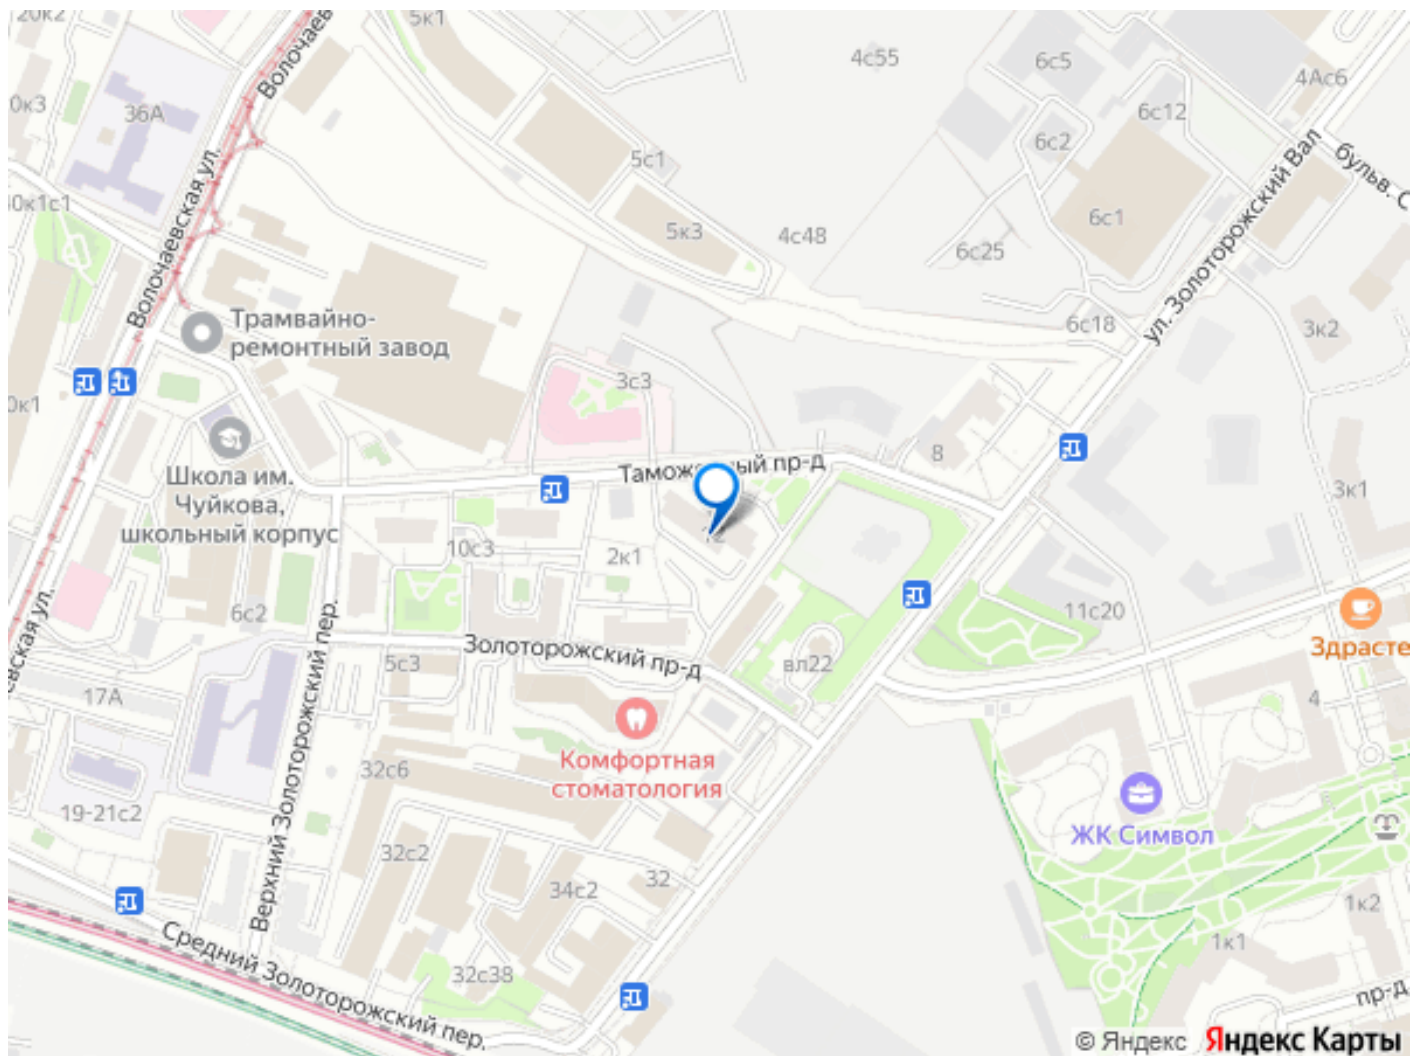 20к2
5к1
Волочаев
4с55
6с5
4Ас6
0к3
36А
6с12
6с2
бульв. С
5с1
ул. Золоторожский Вал
Волочаевская ул.
0к1с1
5к3
4с48
6с1
6с25
Трамвайно-
ремонтный завод
6с18
3к2
3с3
0к1
8
Таможенный пр-д
Школа им.
Чуйкова,
школьный корпус
3к1
10с3
2к1
6с2
11с20
Здрасте
Золоторожский пр-д
5с3
вл22
евская ул.
17А
4
Верхний Золоторожский пер.
Комфортная
стоматология
32с6
19-21с2
ЖК Символ
32с2
34с2
32
1к2
1к1
Средний Золоторожский пер.
32с38
пр-д
© Яндекс Яндекс Карты